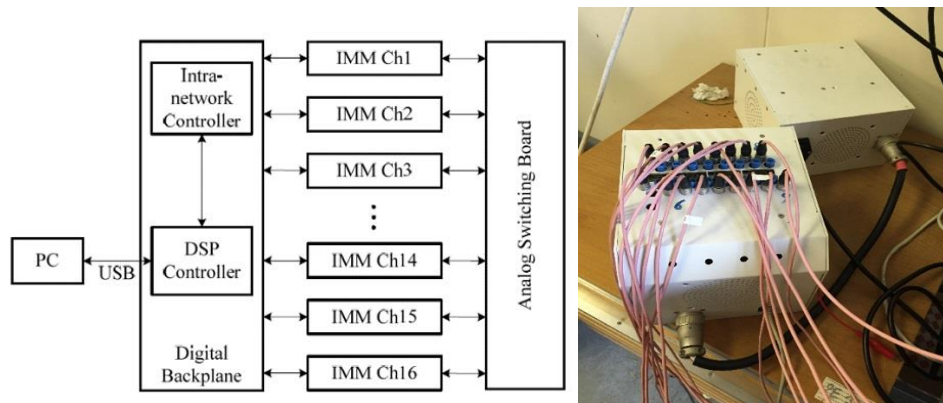 Intra-
network
Controller
DSP
Controller
Digital
Backplane
PC
USB
IMM Ch1
IMM Ch2
IMM Ch3
IMM Ch14
IMM Ch15
IMM Ch16
Analog Switching Board
6